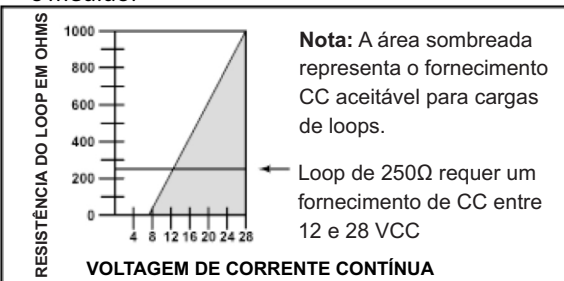 RESISTÊNCIA DO LOOP EM OHMS
1000
800
600
400
200
0
4 8 12 16 20 24 28
VOLTAGEM DE CORRENTE CONTÍNUA
Nota: A área sombreada
representa o fornecimento
CC aceitável para cargas
de loops.
Loop de 250Ω requer um
fornecimento de CC entre
12 e 28 VCC